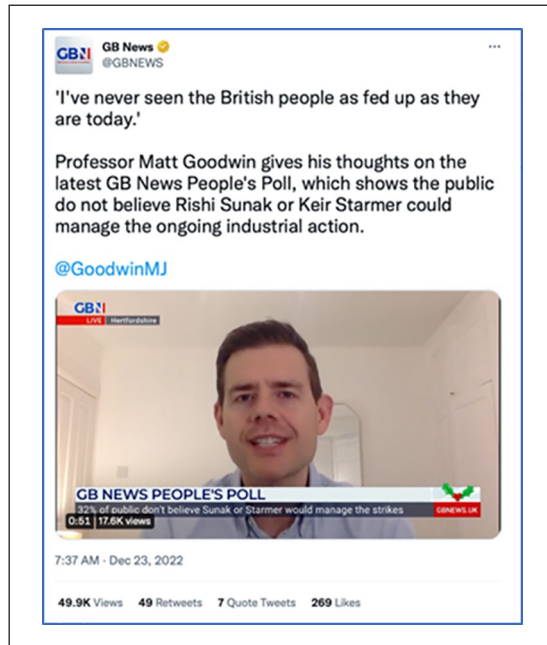 GBN
GB News
@GBNEWS
'I've never seen the British people as fed up as they
are today.'
Professor Matt Goodwin gives his thoughts on the
latest GB News People's Poll, which shows the public
do not believe Rishi Sunak or Keir Starmer could
manage the ongoing industrial action.
@GoodwinMJ
GBN
LIVE Hertfordshire
GB NEWS PEOPLE'S POLL
32% of public don't believe Sunak or Starmer would manage the strikes
GBNEWS.UK
0:51 17.6K views
7:37 AM · Dec 23, 2022
49.9K Views 49 Retweets 7 Quote Tweets 269 Likes